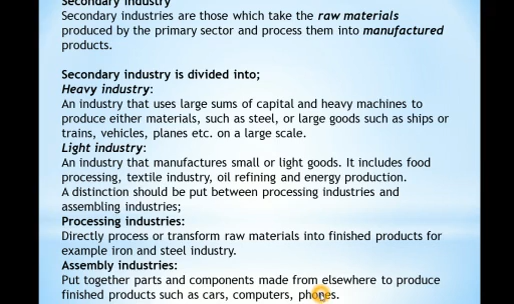 Secondary industry
Secondary industries are those which take the raw materials
produced by the primary sector and process them into manufactured
products.
Secondary industry is divided into;
Heavy industry:
An industry that uses large sums of capital and heavy machines to
produce either materials, such as steel, or large goods such as ships or
trains, vehicles, planes etc. on a large scale.
Light industry:
An industry that manufactures small or light goods. It includes food
processing, textile industry, oil refining and energy production.
A distinction should be put between processing industries and
assembling industries;
Processing industries:
Directly process or transform raw materials into finished products for
example iron and steel industry.
Assembly industries:
Put together parts and components made from elsewhere to produce
finished products such as cars, computers, phones.